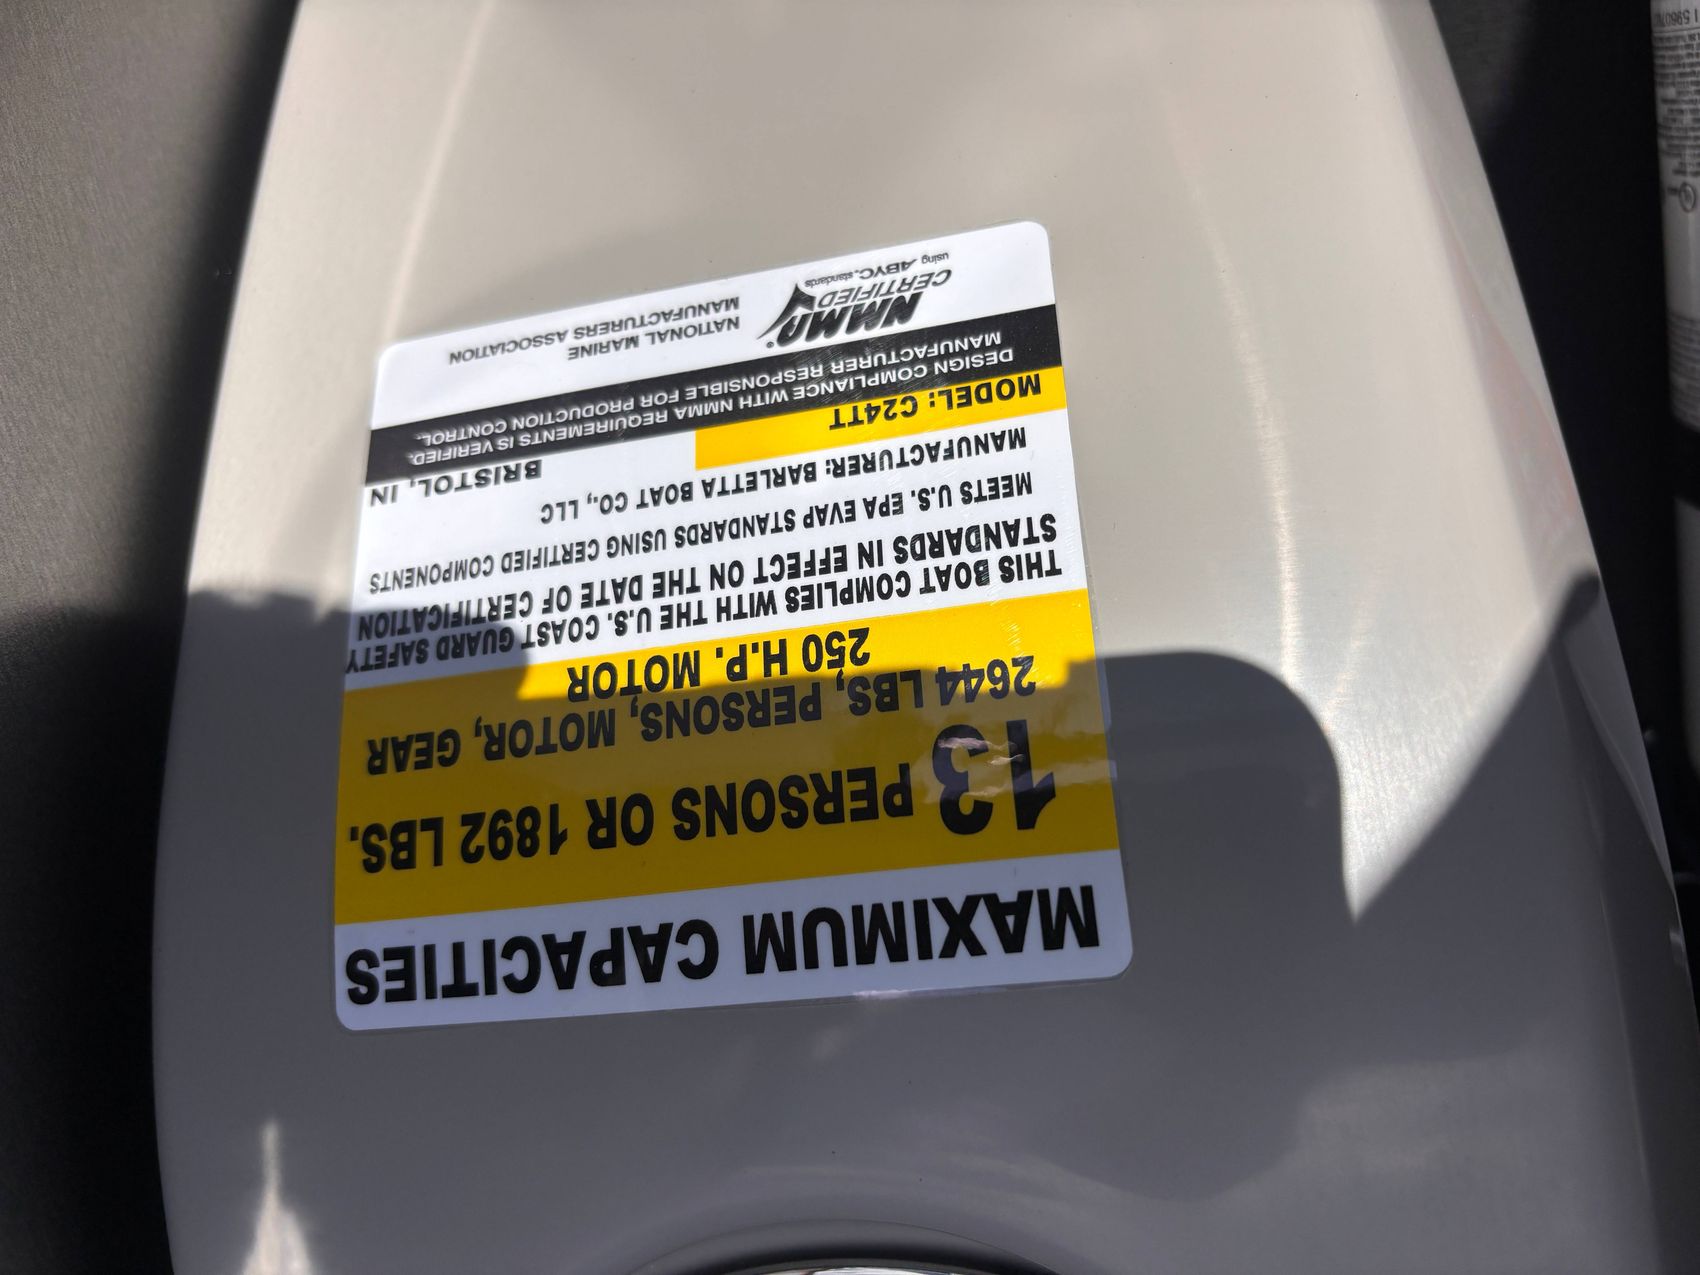 MAXIMUM CAPACITIES
13 PERSONS OR 1892 LBS.
2644 LBS, PERSONS, MOTOR, GEAR
250 H.P. MOTOR
THIS BOAT COMPLIES WITH THE U.S. COAST GUARD SAFETY
STANDARDS IN EFFECT ON THE DATE OF CERTIFICATION
MEETS U.S. EPA EVAP STANDARDS USING CERTIFIED COMPONENTS
MANUFACTURER: BARLETTA BOAT CO., LLC
BRISTOL, IN
MODEL: C24TT
DESIGN COMPLIANCE WITH NMMA REQUIREMENTS IS VERIFIED.
MANUFACTURER RESPONSIBLE FOR PRODUCTION CONTROL.
NMMA®
CERTIFIED
using ABYC standards
NATIONAL MARINE
MANUFACTURERS ASSOCIATION